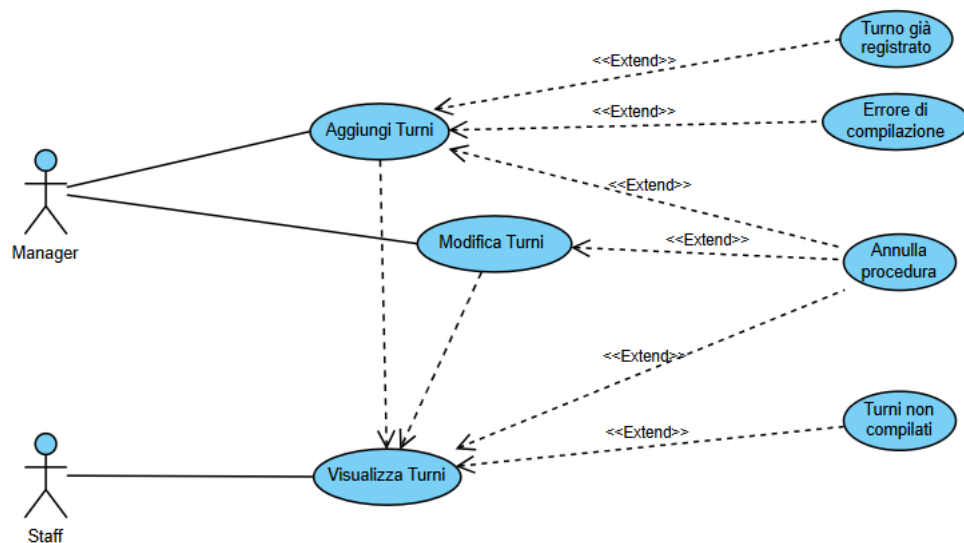 Turno già
registrato
<<Extend>>
Errore di
compilazione
<<Extend>>
Aggiungi Turni
<<Extend>>
Manager
Modifica Turni
<<Extend>>
Annulla
procedura
<<Extend>>
Turni non
compilati
<<Extend>>
Visualizza Turni
Staff